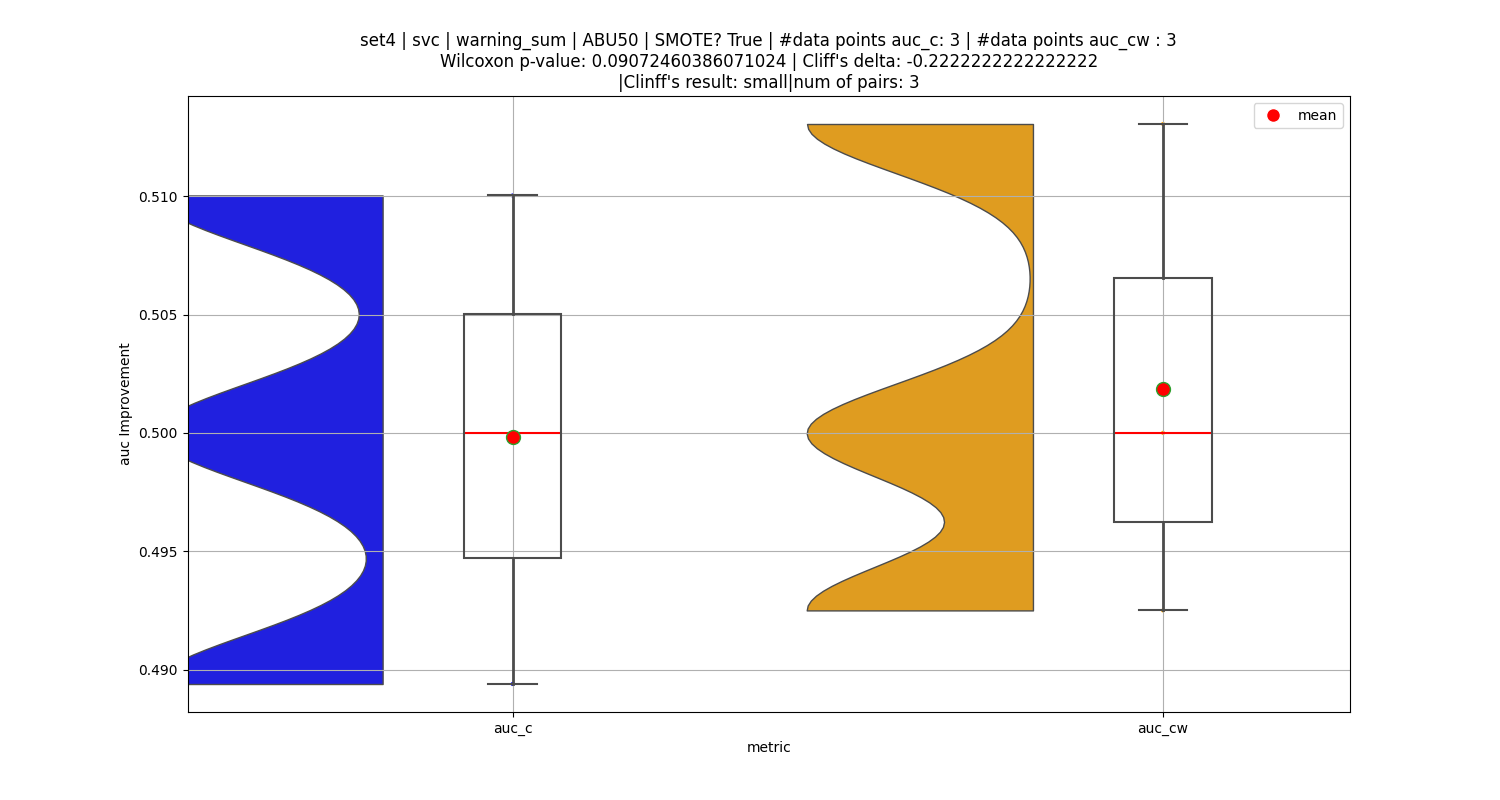 set4 | svc | warning_sum | ABU50 | SMOTE? True | #data points auc_c: 3 | #data points auc_cw : 3
Wilcoxon p-value: 0.09072460386071024 | Cliff's delta: -0.2222222222222222
|Clinff's result: small|num of pairs: 3
mean
0.510
0.505
0.500
0.495
0.490
auc Improvement
auc_c
auc_cw
metric